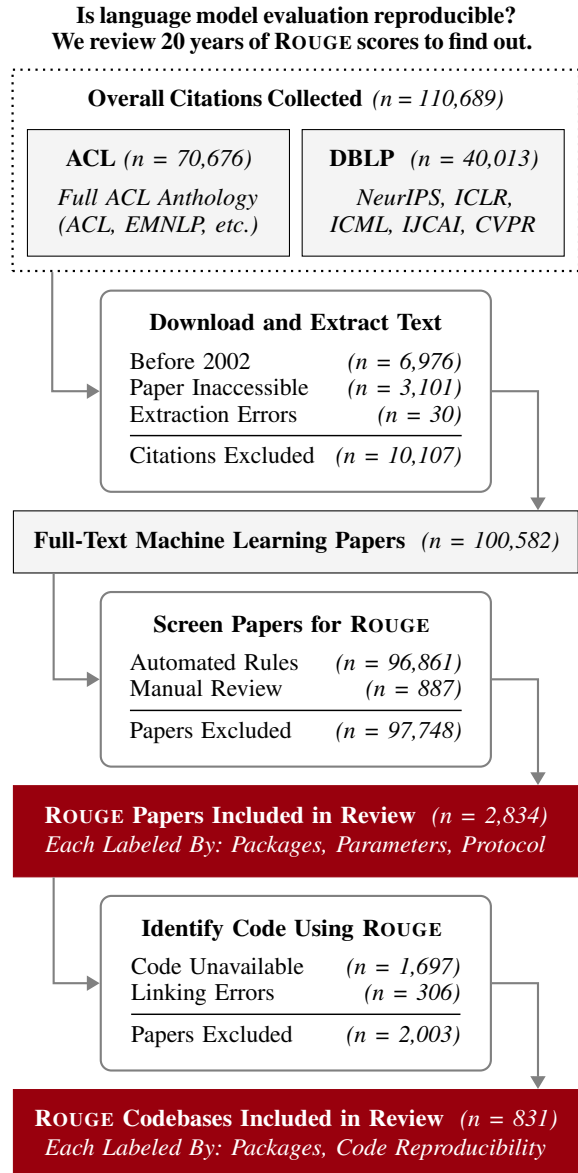 Is language model evaluation reproducible?
We review 20 years of ROUGE scores to find out.
Overall Citations Collected (n = 110,689)
ACL (n = 70,676)
Full ACL Anthology
(ACL, EMNLP, etc.)
DBLP (n = 40,013)
NeurIPS, ICLR,
ICML, IJCAI, CVPR
Download and Extract Text
Before 2002 (n = 6,976)
Paper Inaccessible (n = 3,101)
Extraction Errors (n = 30)
Citations Excluded (n = 10,107)
Full-Text Machine Learning Papers (n = 100,582)
Screen Papers for ROUGE
Automated Rules (n = 96,861)
Manual Review (n = 887)
Papers Excluded (n = 97,748)
ROUGE Papers Included in Review (n = 2,834)
Each Labeled By: Packages, Parameters, Protocol
Identify Code Using ROUGE
Code Unavailable (n = 1,697)
Linking Errors (n = 306)
Papers Excluded (n = 2,003)
ROUGE Codebases Included in Review (n = 831)
Each Labeled By: Packages, Code Reproducibility